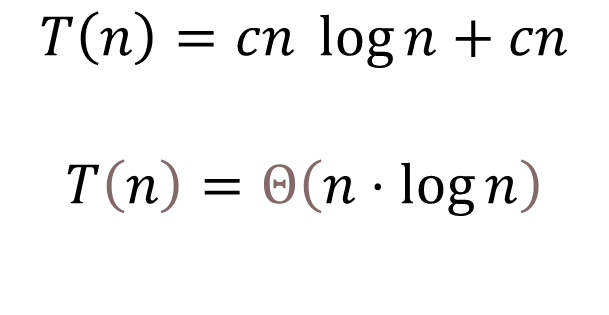 T(n) = cn log n + cn
T(n) = Θ(n · log n)